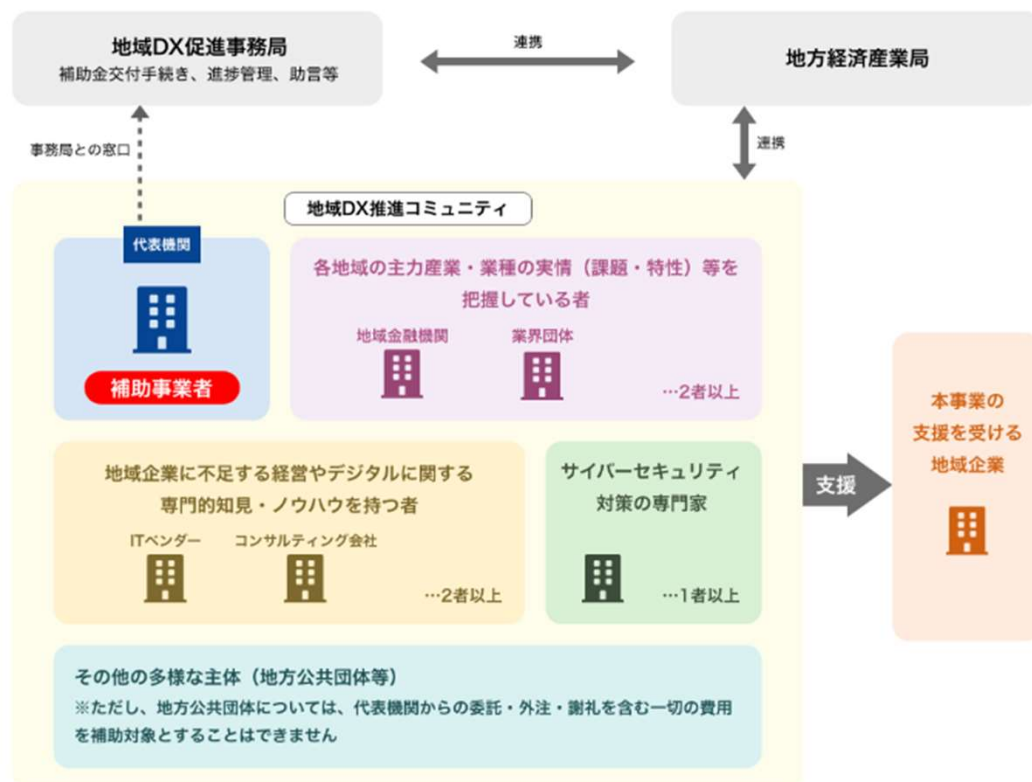 地域DX促進事務局
補助金交付手続き、進捗管理、助言等
連携
地方経済産業局
事務局との窓口
連携
地域DX推進コミュニティ
代表機関
補助事業者
各地域の主力産業・業種の実情（課題・特性）等を
把握している者
地域金融機関
業界団体
…2者以上
地域企業に不足する経営やデジタルに関する
専門的知見・ノウハウを持つ者
ITベンダー
コンサルティング会社
…2者以上
サイバーセキュリティ
対策の専門家
…1者以上
支援
本事業の
支援を受ける
地域企業
その他の多様な主体（地方公共団体等）
※ただし、地方公共団体については、代表機関からの委託・外注・謝礼を含む一切の費用
を補助対象とすることはできません